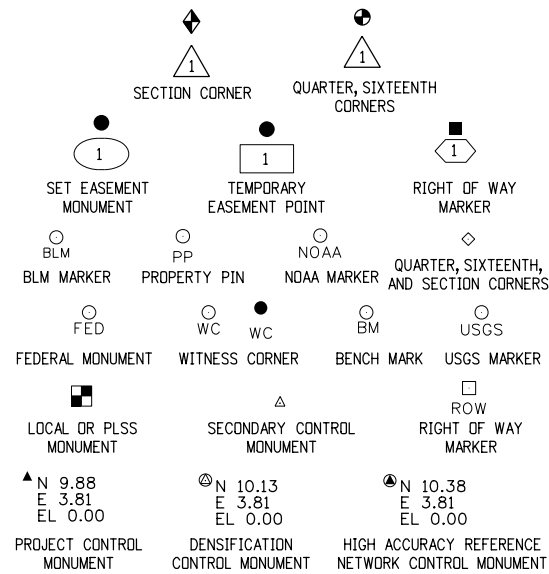 1
1
SECTION CORNER
QUARTER, SIXTEENTH
CORNERS
1
1
1
SET EASEMENT
MONUMENT
TEMPORARY
EASEMENT POINT
RIGHT OF WAY
MARKER
BLM
PP
NOAA
BLM MARKER
PROPERTY PIN
NOAA MARKER
QUARTER, SIXTEENTH,
AND SECTION CORNERS
FED
WC
WC
BM
USGS
FEDERAL MONUMENT
WITNESS CORNER
BENCH MARK
USGS MARKER
ROW
LOCAL OR PLSS
MONUMENT
SECONDARY CONTROL
MONUMENT
RIGHT OF WAY
MARKER
N 9.88
E 3.81
EL 0.00
N 10.13
E 3.81
EL 0.00
N 10.38
E 3.81
EL 0.00
PROJECT CONTROL
MONUMENT
DENSIFICATION
CONTROL MONUMENT
HIGH ACCURACY REFERENCE
NETWORK CONTROL MONUMENT